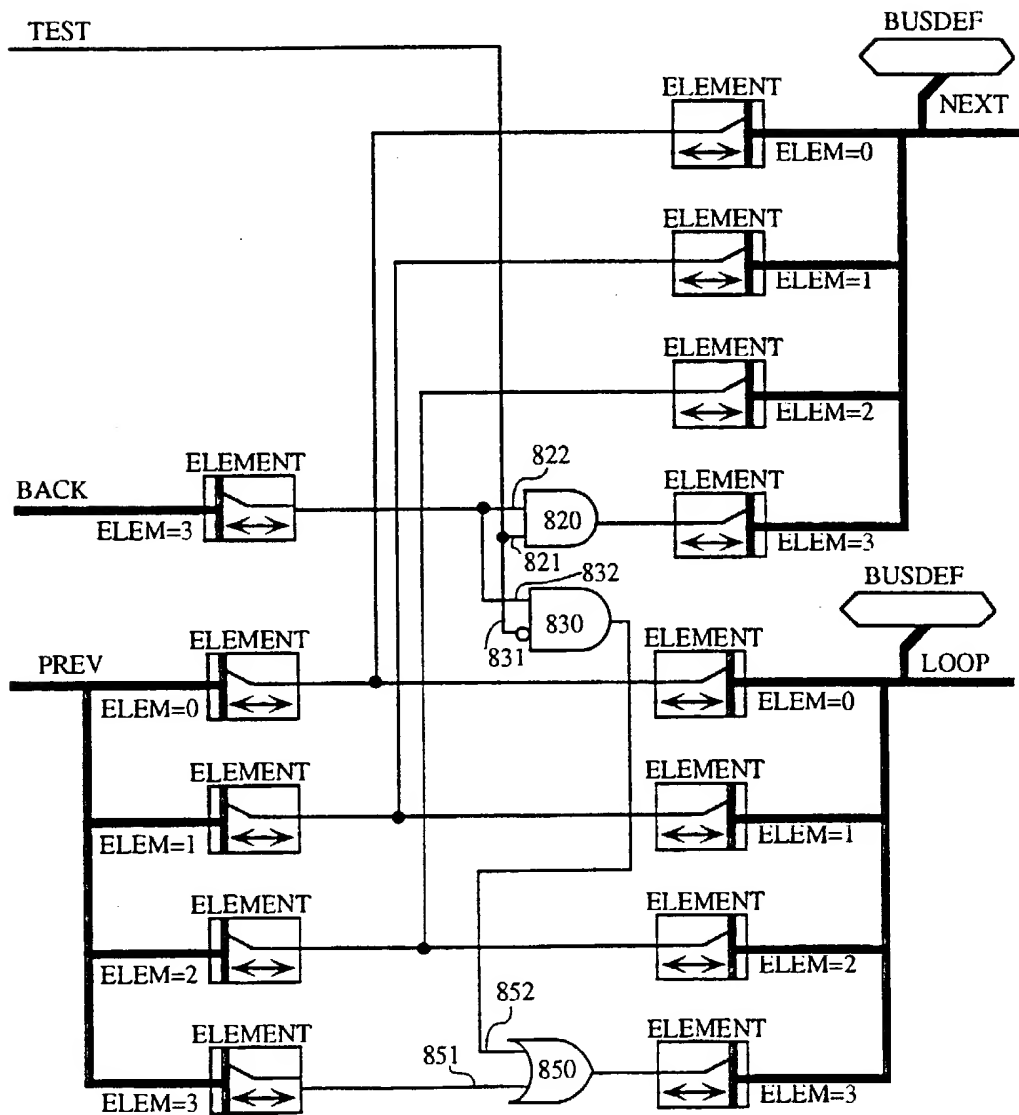 TEST
BUSDEF
ELEMENT
NEXT
ELEM=0
ELEMENT
ELEM=1
ELEMENT
ELEM=2
ELEMENT
822
ELEMENT
BACK
ELEM=3
820
ELEM=3
821
832
BUSDEF
830
ELEMENT
831
ELEMENT
PREV
LOOP
ELEM=0
ELEM=0
ELEMENT
ELEMENT
ELEM=1
ELEM=1
ELEMENT
ELEMENT
ELEM=2
ELEM=2
852
ELEMENT
ELEMENT
851
850
ELEM=3
ELEM=3